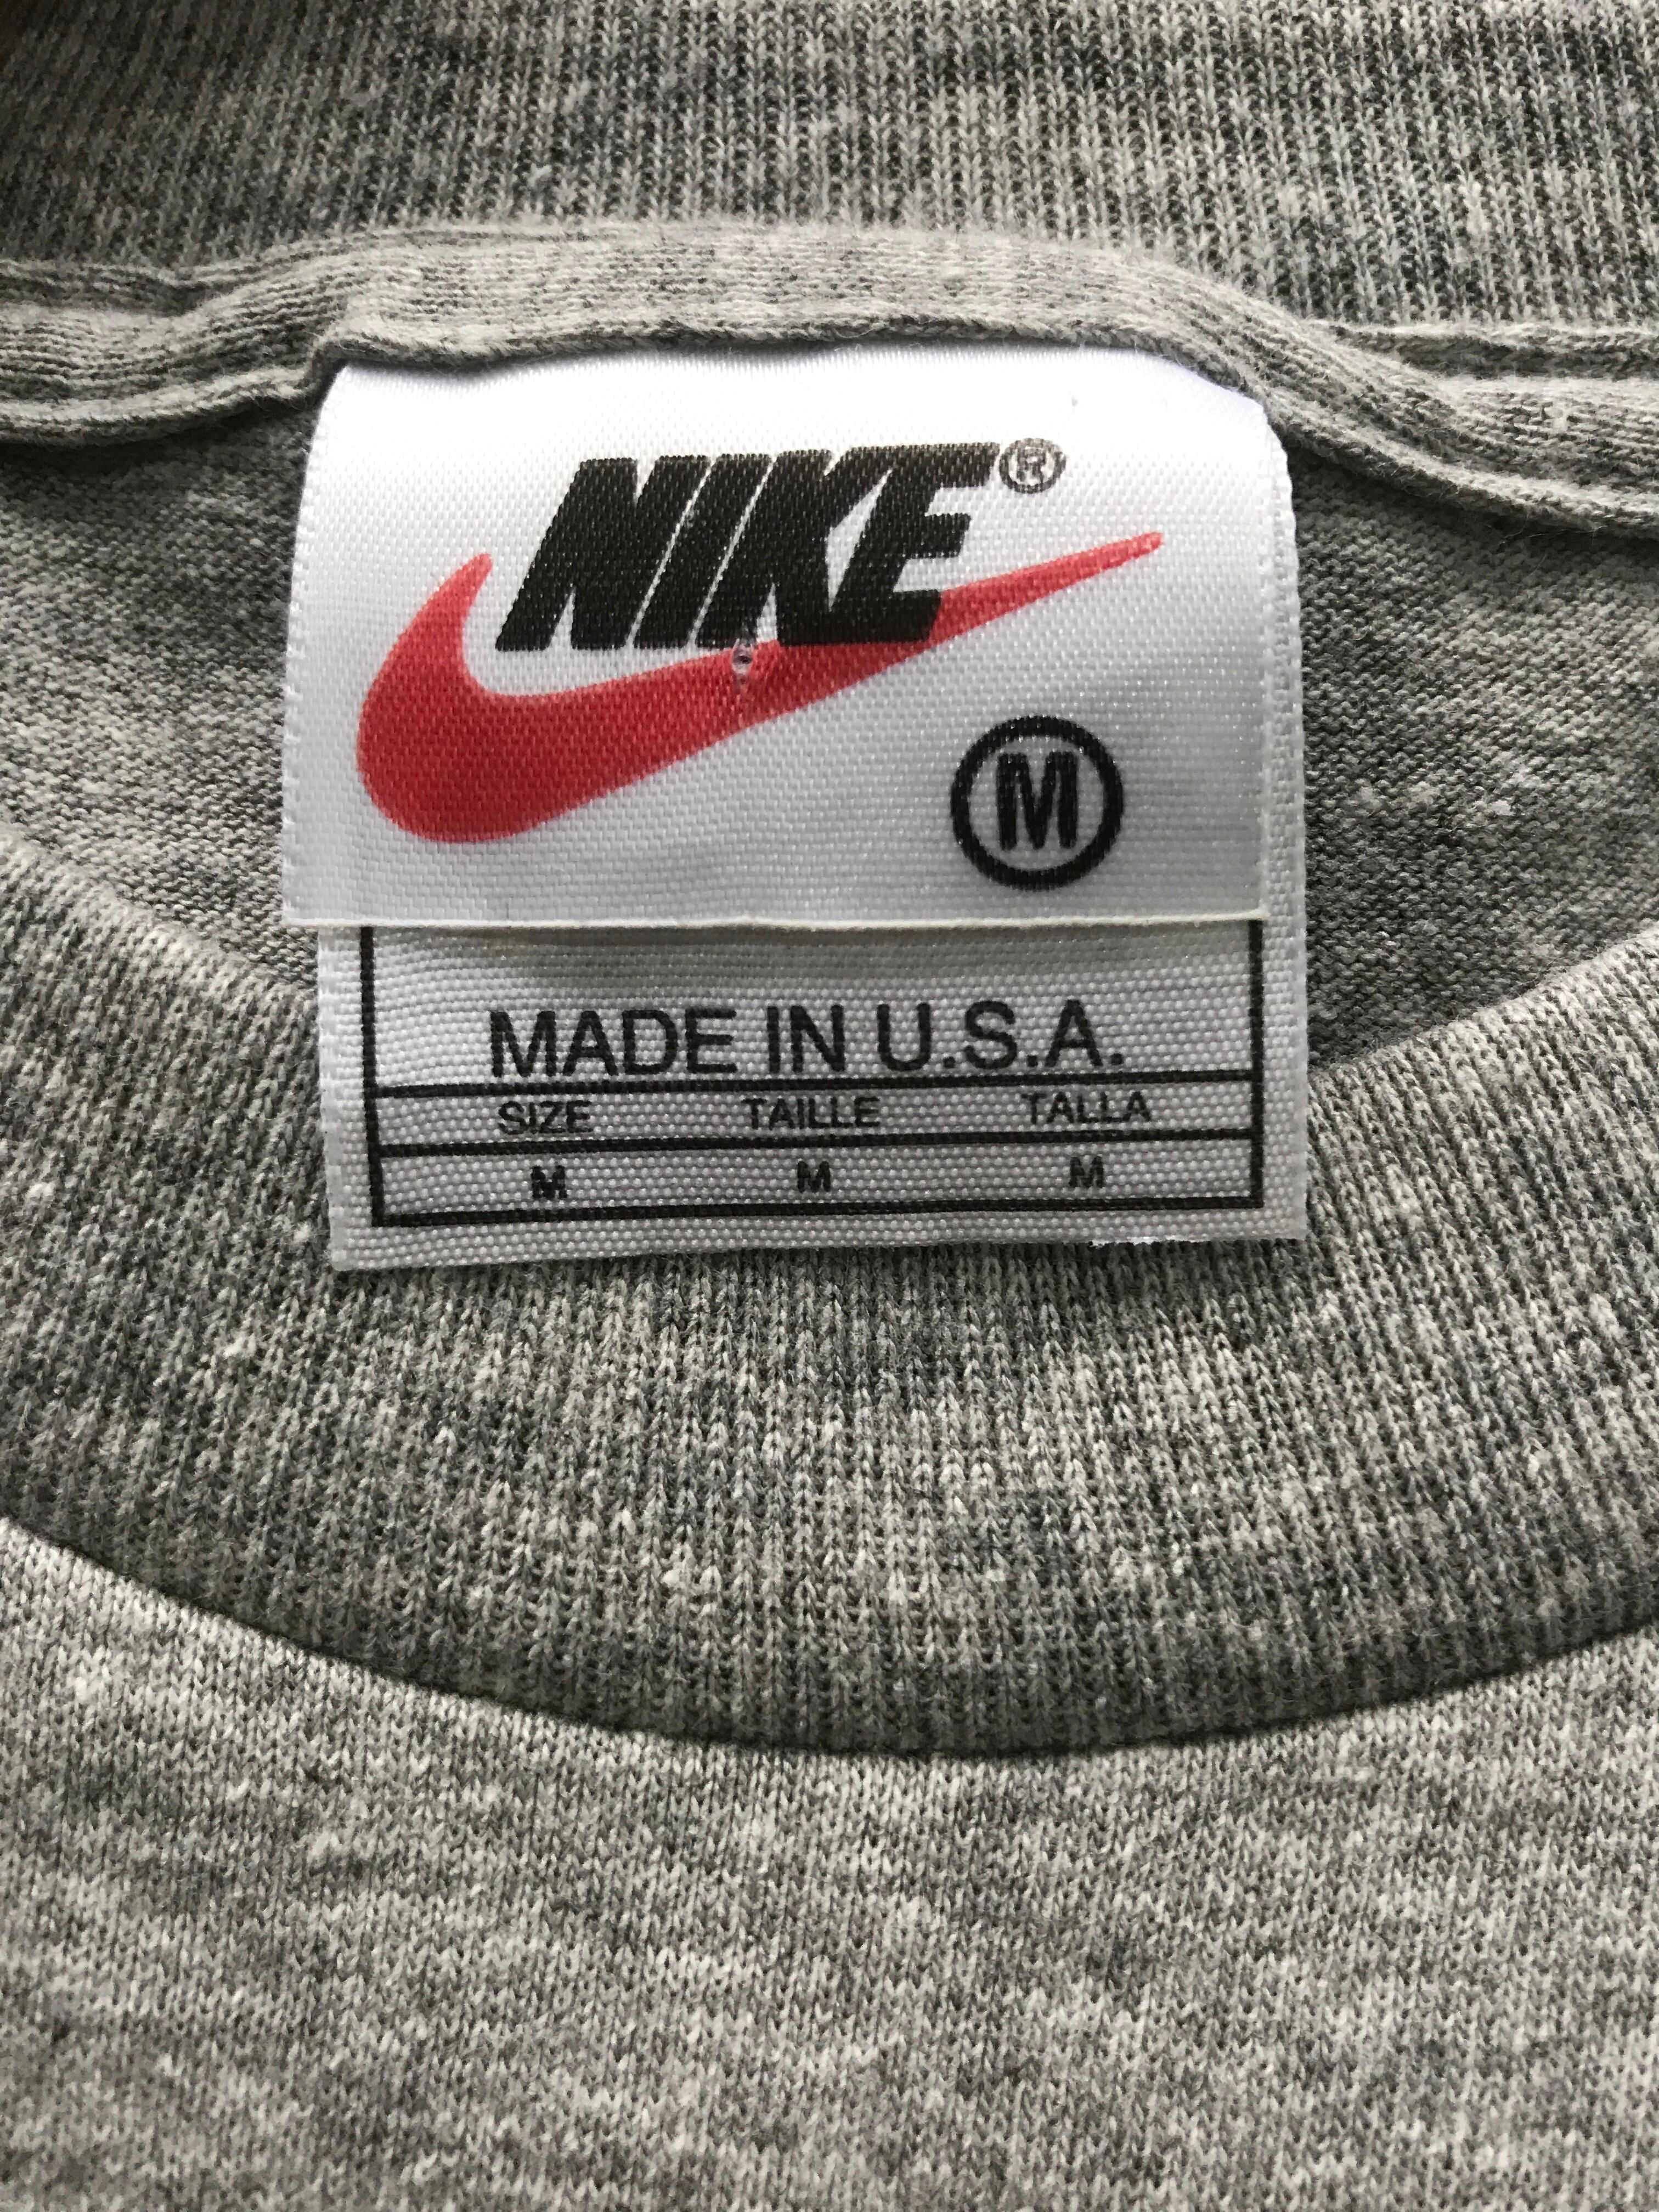 NIKE®
M
MADE IN U.S.A.
SIZE TAILLE TALLA
M M M